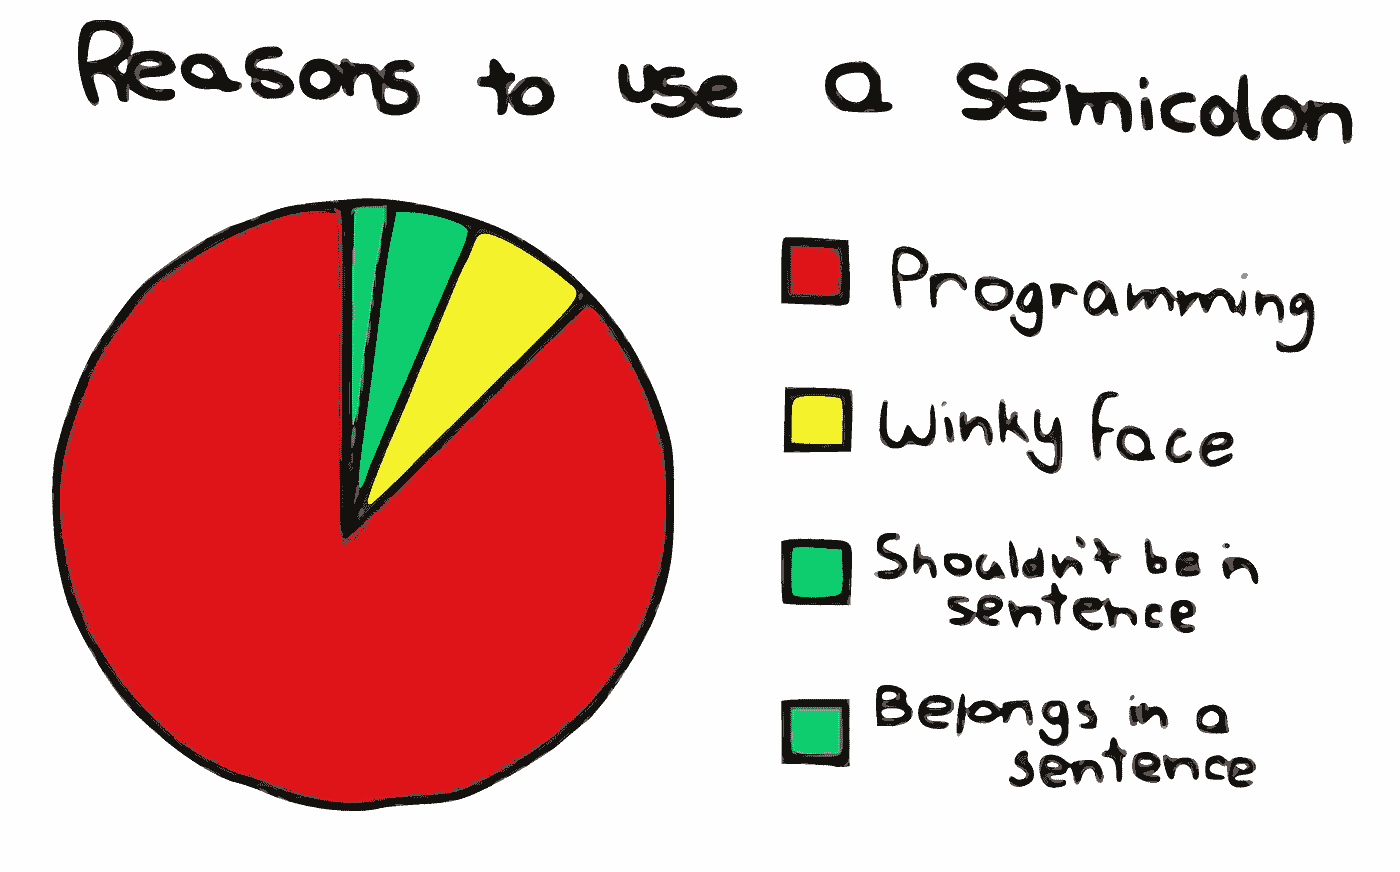 Reasons to use a semicolon
Programming
Winky face
Shouldn't be in
sentence
Belongs in a
sentence